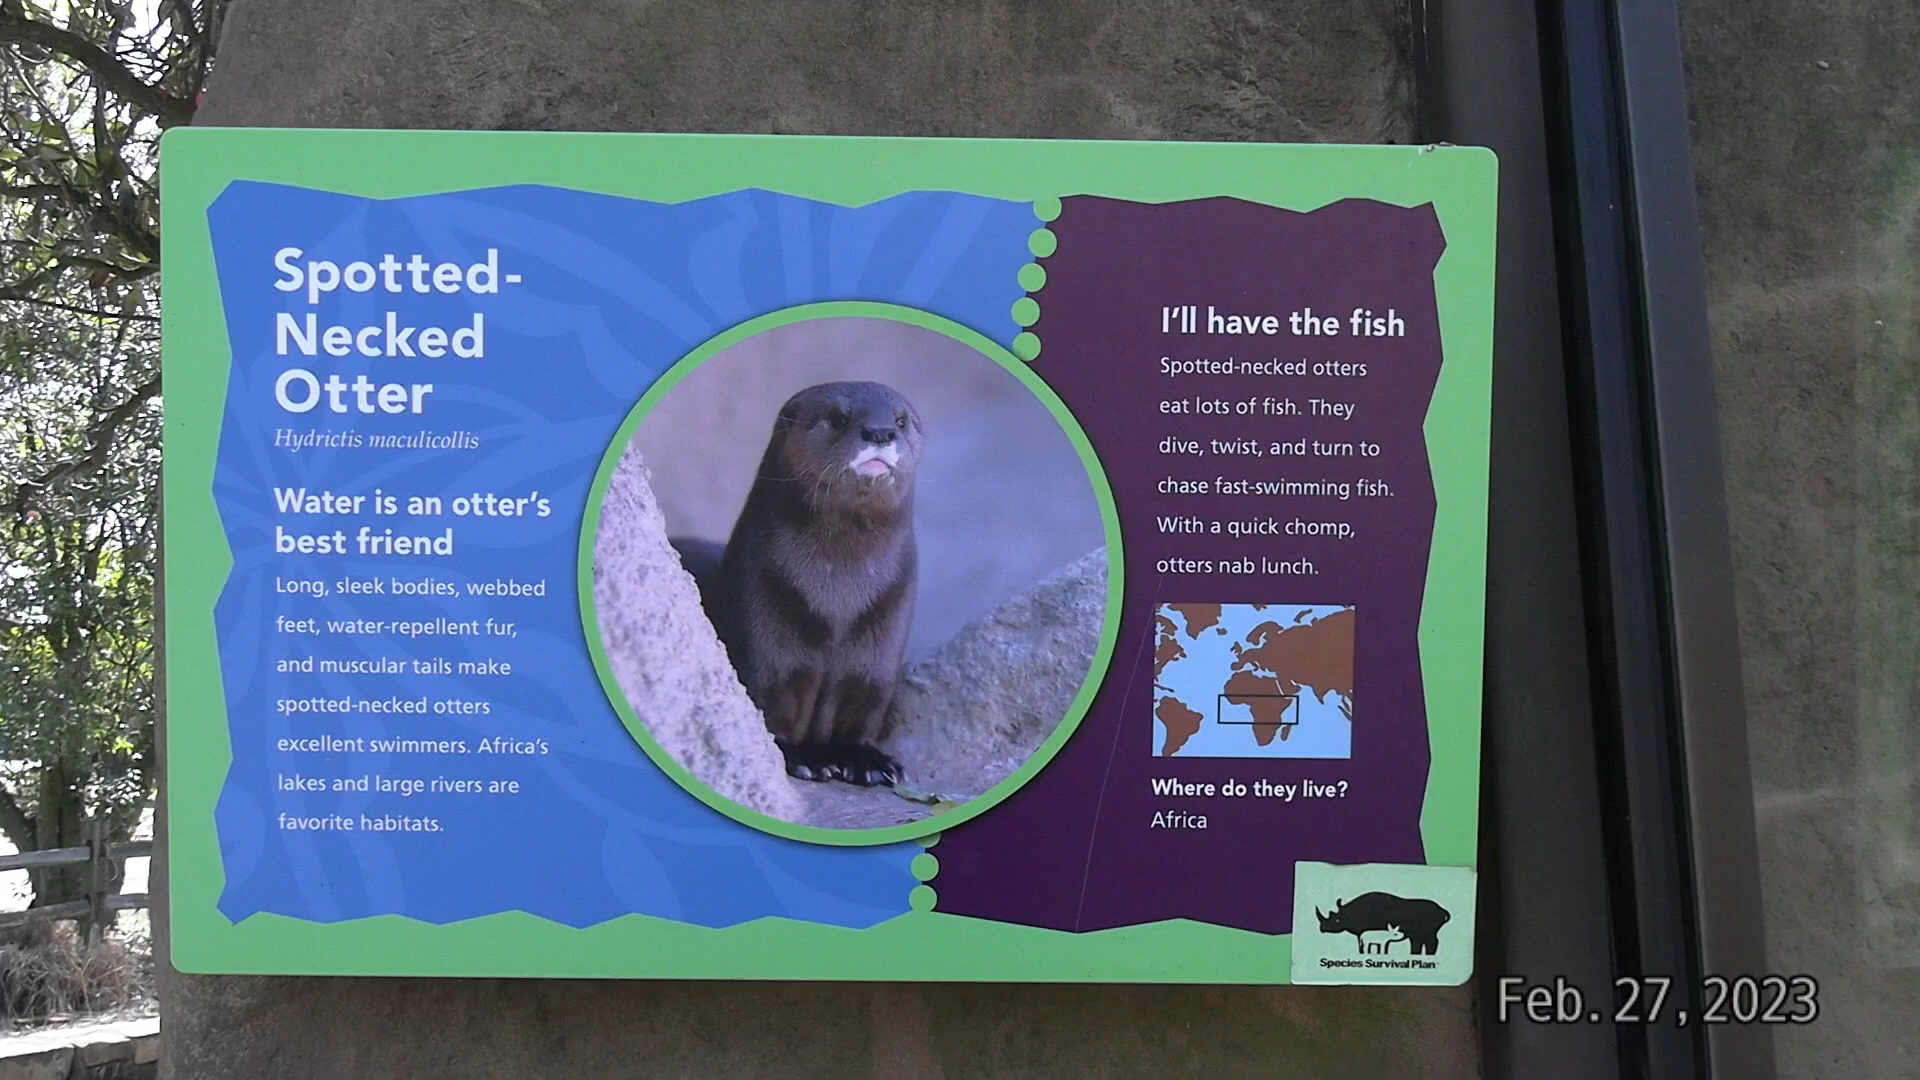 Spotted-
Necked
Otter
Hydrictis maculicollis
Water is an otter's
best friend
Long, sleek bodies, webbed
feet, water-repellent fur,
and muscular tails make
spotted-necked otters
excellent swimmers. Africa's
lakes and large rivers are
favorite habitats.
I'll have the fish
Spotted-necked otters
eat lots of fish. They
dive, twist, and turn to
chase fast-swimming fish.
With a quick chomp,
otters nab lunch.
Where do they live?
Africa
Species Survival Plan
Feb. 27, 2023